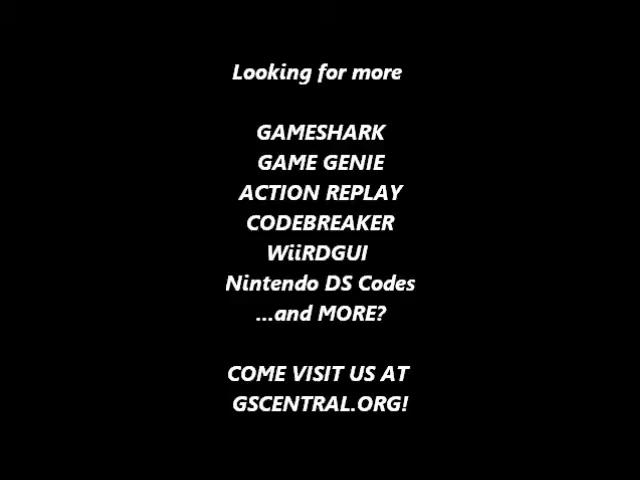 Looking for more
GAMESHARK
GAME GENIE
ACTION REPLAY
CODEBREAKER
WiiRDGUI
Nintendo DS Codes
...and MORE?
COME VISIT US AT
GSCENTRAL.ORG!